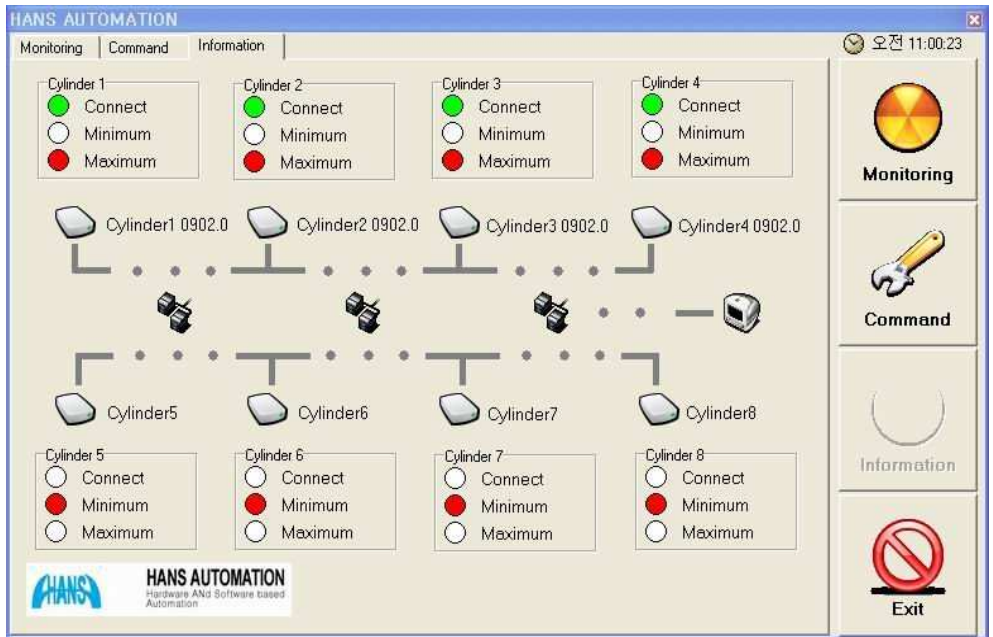 HANS AUTOMATION
Monitoring Command Information
오전 11:00:23
Cylinder 1 Cylinder 2 Cylinder 3 Cylinder 4
Connect Connect Connect Connect
Minimum Minimum Minimum Minimum
Maximum Maximum Maximum Maximum
Monitoring
Cylinder1 0902.0 Cylinder2 0902.0 Cylinder3 0902.0 Cylinder4 0902.0
Command
Cylinder5 Cylinder6 Cylinder7 Cylinder8
Cylinder 5 Cylinder 6 Cylinder 7 Cylinder 8
Connect Connect Connect Connect
Minimum Minimum Minimum Minimum
Maximum Maximum Maximum Maximum
Information
HANS HANS AUTOMATION
Hardware ANd Software based
Automation
Exit